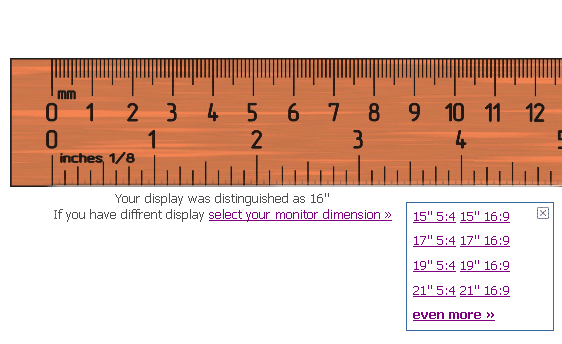 mm
0 1 2 3 4 5 6 7 8 9 10 11 12
0 1 2 3 4 5
inches 1/8
Your display was distinguished as 16"
If you have diffrent display select your monitor dimension »
15" 5:4 15" 16:9
17" 5:4 17" 16:9
19" 5:4 19" 16:9
21" 5:4 21" 16:9
even more »